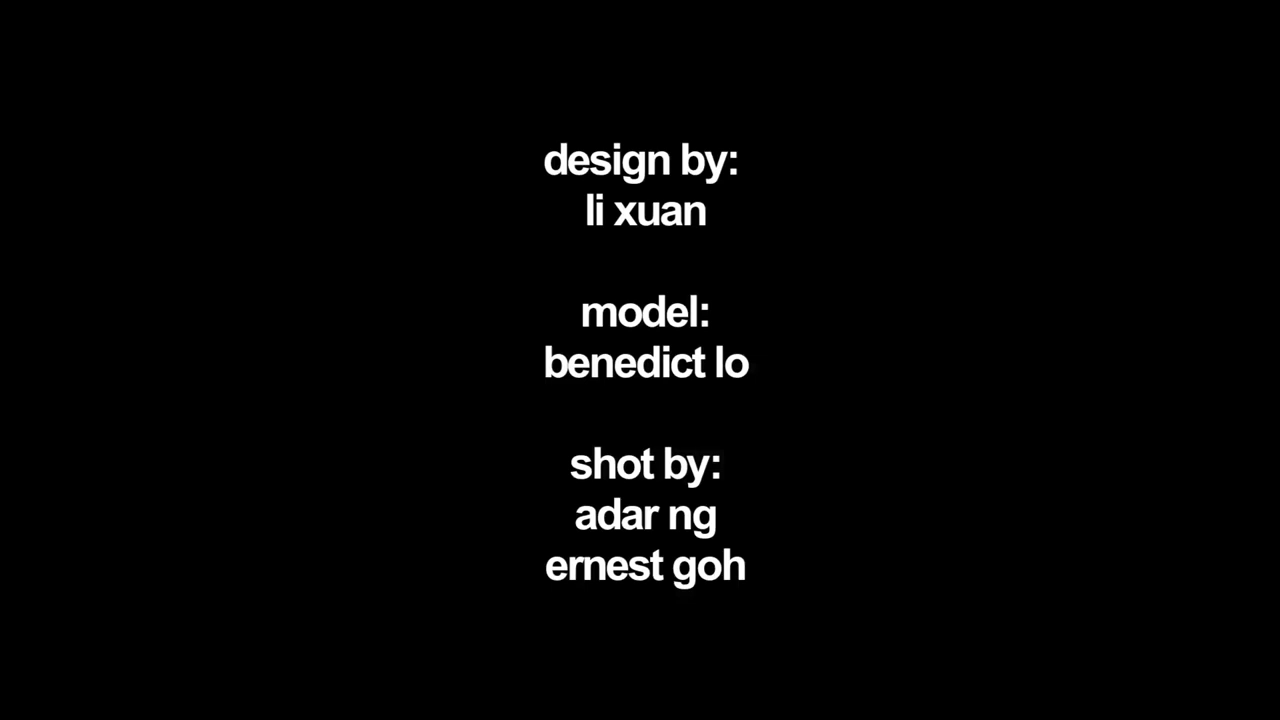 design by:
li xuan
model:
benedict lo
shot by:
adar ng
ernest goh